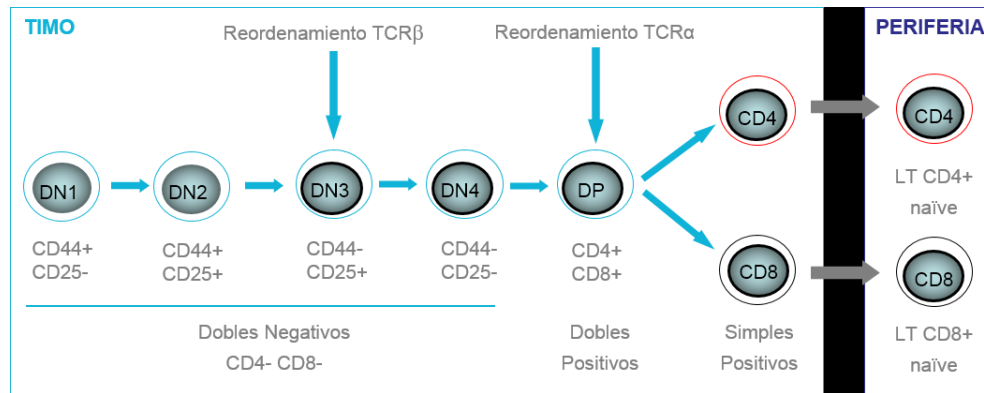 TIMO
Reordenamiento TCRβ
Reordenamiento TCRα
PERIFERIA
DN1
DN2
DN3
DN4
DP
CD4
CD8
CD4
CD8
CD44+
CD25-
CD44+
CD25+
CD44-
CD25+
CD44-
CD25-
CD4+
CD8+
LT CD4+
naïve
Dobles Negativos
CD4- CD8-
Dobles
Positivos
Simples
Positivos
LT CD8+
naïve